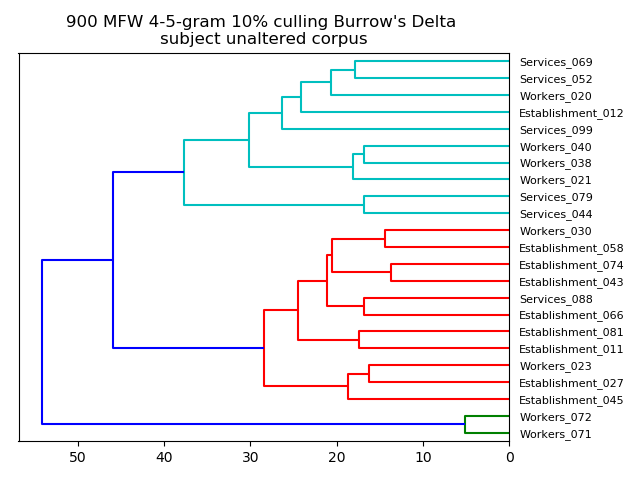 900 MFW 4-5-gram 10% culling Burrow's Delta
subject unaltered corpus
Services_069
Services_052
Workers_020
Establishment_012
Services_099
Workers_040
Workers_038
Workers_021
Services_079
Services_044
Workers_030
Establishment_058
Establishment_074
Establishment_043
Services_088
Establishment_066
Establishment_081
Establishment_011
Workers_023
Establishment_027
Establishment_045
Workers_072
Workers_071
50 40 30 20 10 0